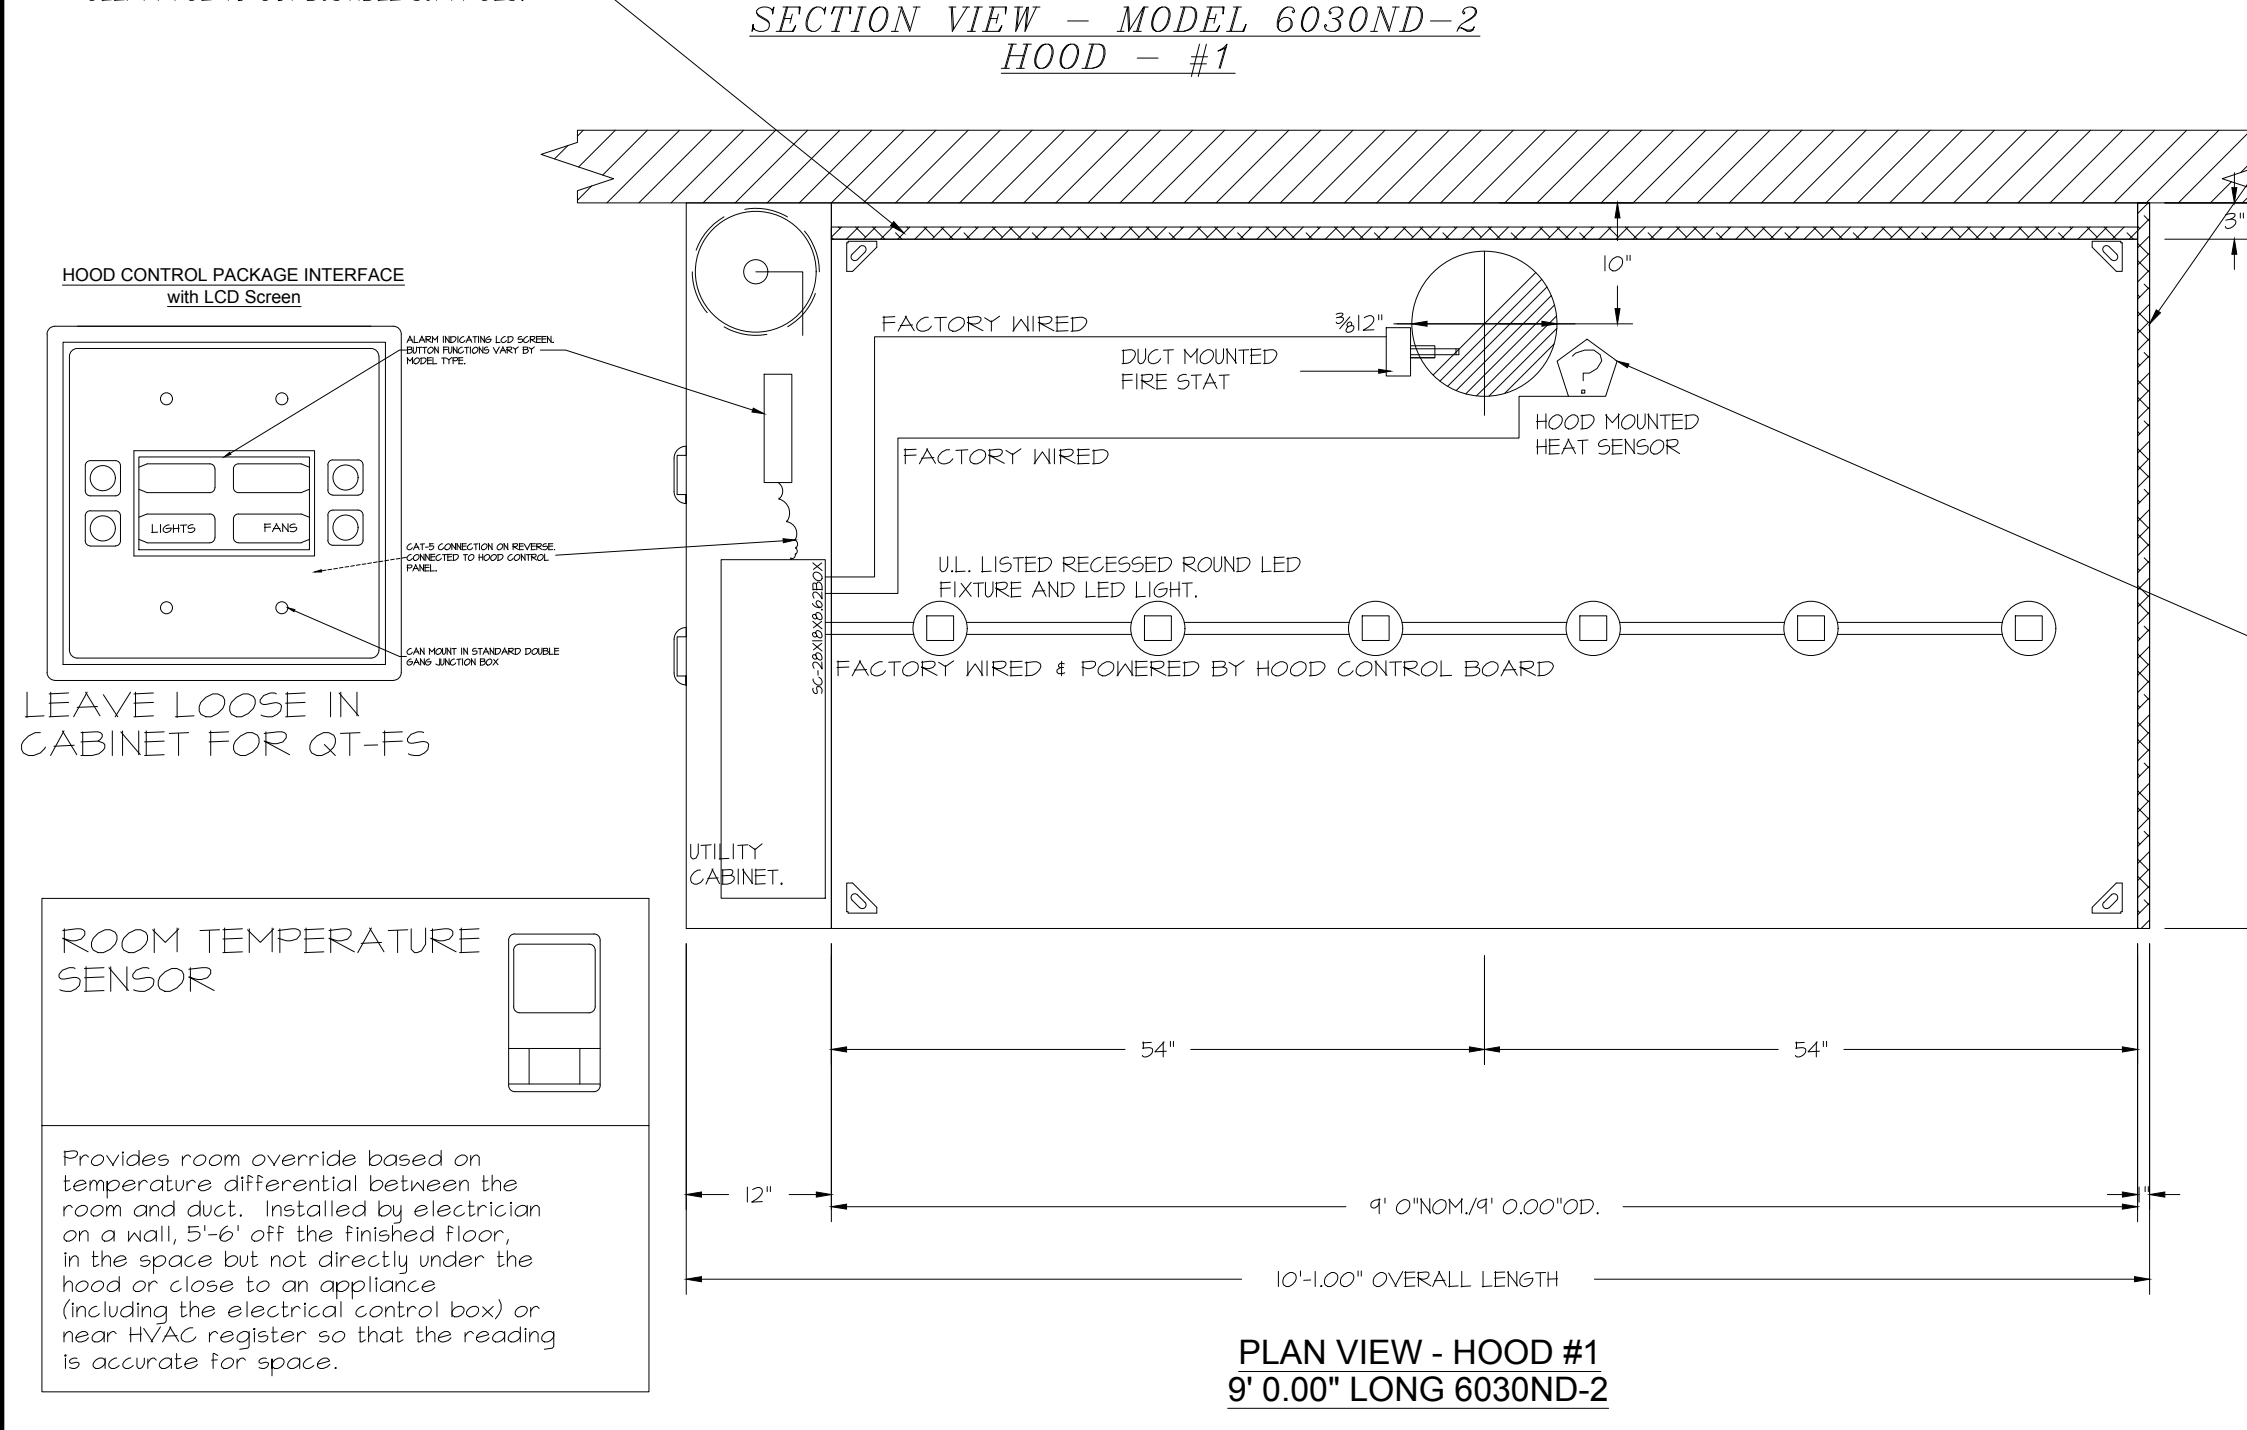 SECTION VIEW - MODEL 6030ND-2
HOOD - #1
3"
10"
HOOD CONTROL PACKAGE INTERFACE
with LCD Screen
ALARM INDICATING LCD SCREEN.
BUTTON FUNCTIONS VARY BY
MODEL TYPE.
LIGHTS
FANS
CAT-5 CONNECTION ON REVERSE.
CONNECTED TO HOOD CONTROL
PANEL.
CAN MOUNT IN STANDARD DOUBLE
GANG JUNCTION BOX
LEAVE LOOSE IN
CABINET FOR QT-FS
FACTORY WIRED
12"
DUCT MOUNTED
FIRE STAT
HOOD MOUNTED
HEAT SENSOR
?
FACTORY WIRED
U.L. LISTED RECESSED ROUND LED
FIXTURE AND LED LIGHT.
SC-28X18X8.62BOX
FACTORY WIRED & POWERED BY HOOD CONTROL BOARD
UTILITY
CABINET.
ROOM TEMPERATURE
SENSOR
Provides room override based on
temperature differential between the
room and duct. Installed by electrician
on a wall, 5'-6' off the finished floor,
in the space but not directly under the
hood or close to an appliance
(including the electrical control box) or
near HVAC register so that the reading
is accurate for space.
54"
54"
12"
9' 0"NOM./9' 0.00"OD.
1"
10'-1.00" OVERALL LENGTH
PLAN VIEW - HOOD #1
9' 0.00" LONG 6030ND-2